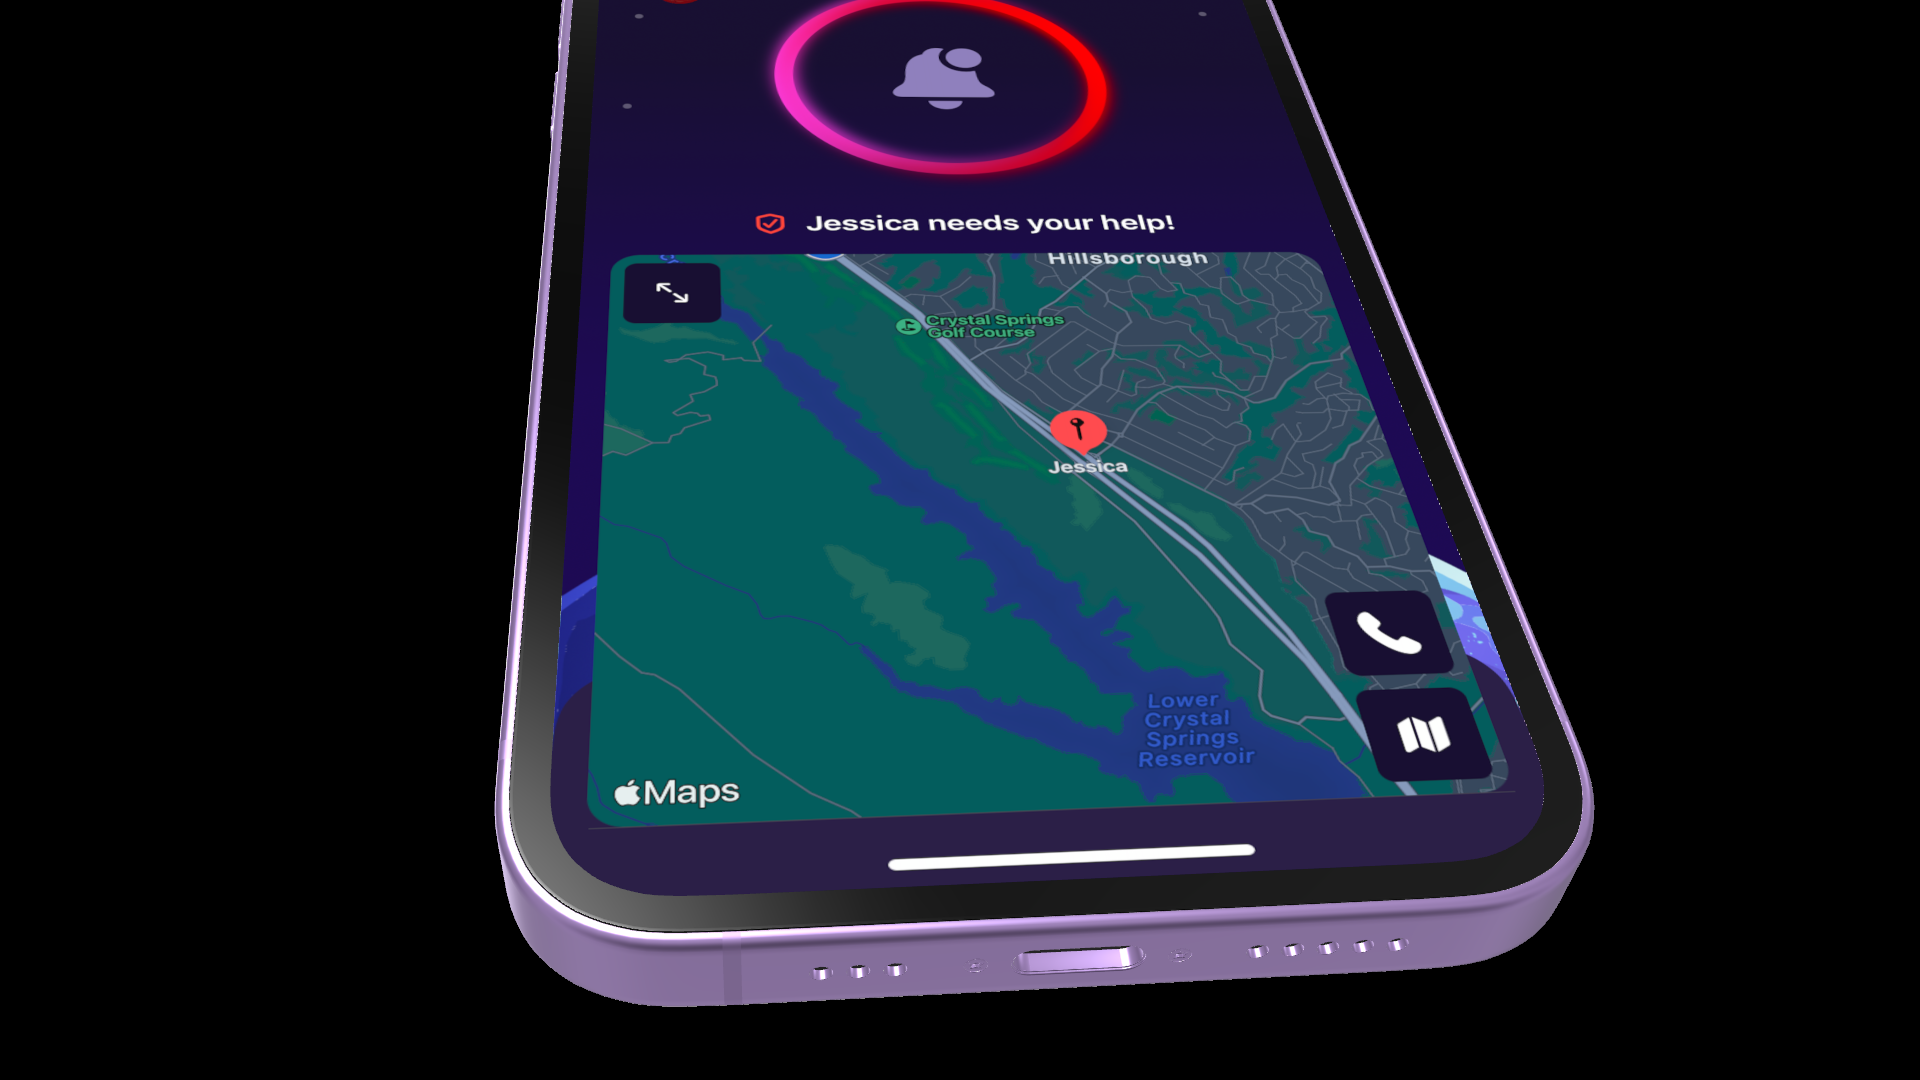 Jessica needs your help!
Hillsborough
Crystal Springs
Golf Course
Jessica
Lower
Crystal
Springs
Reservoir
Maps